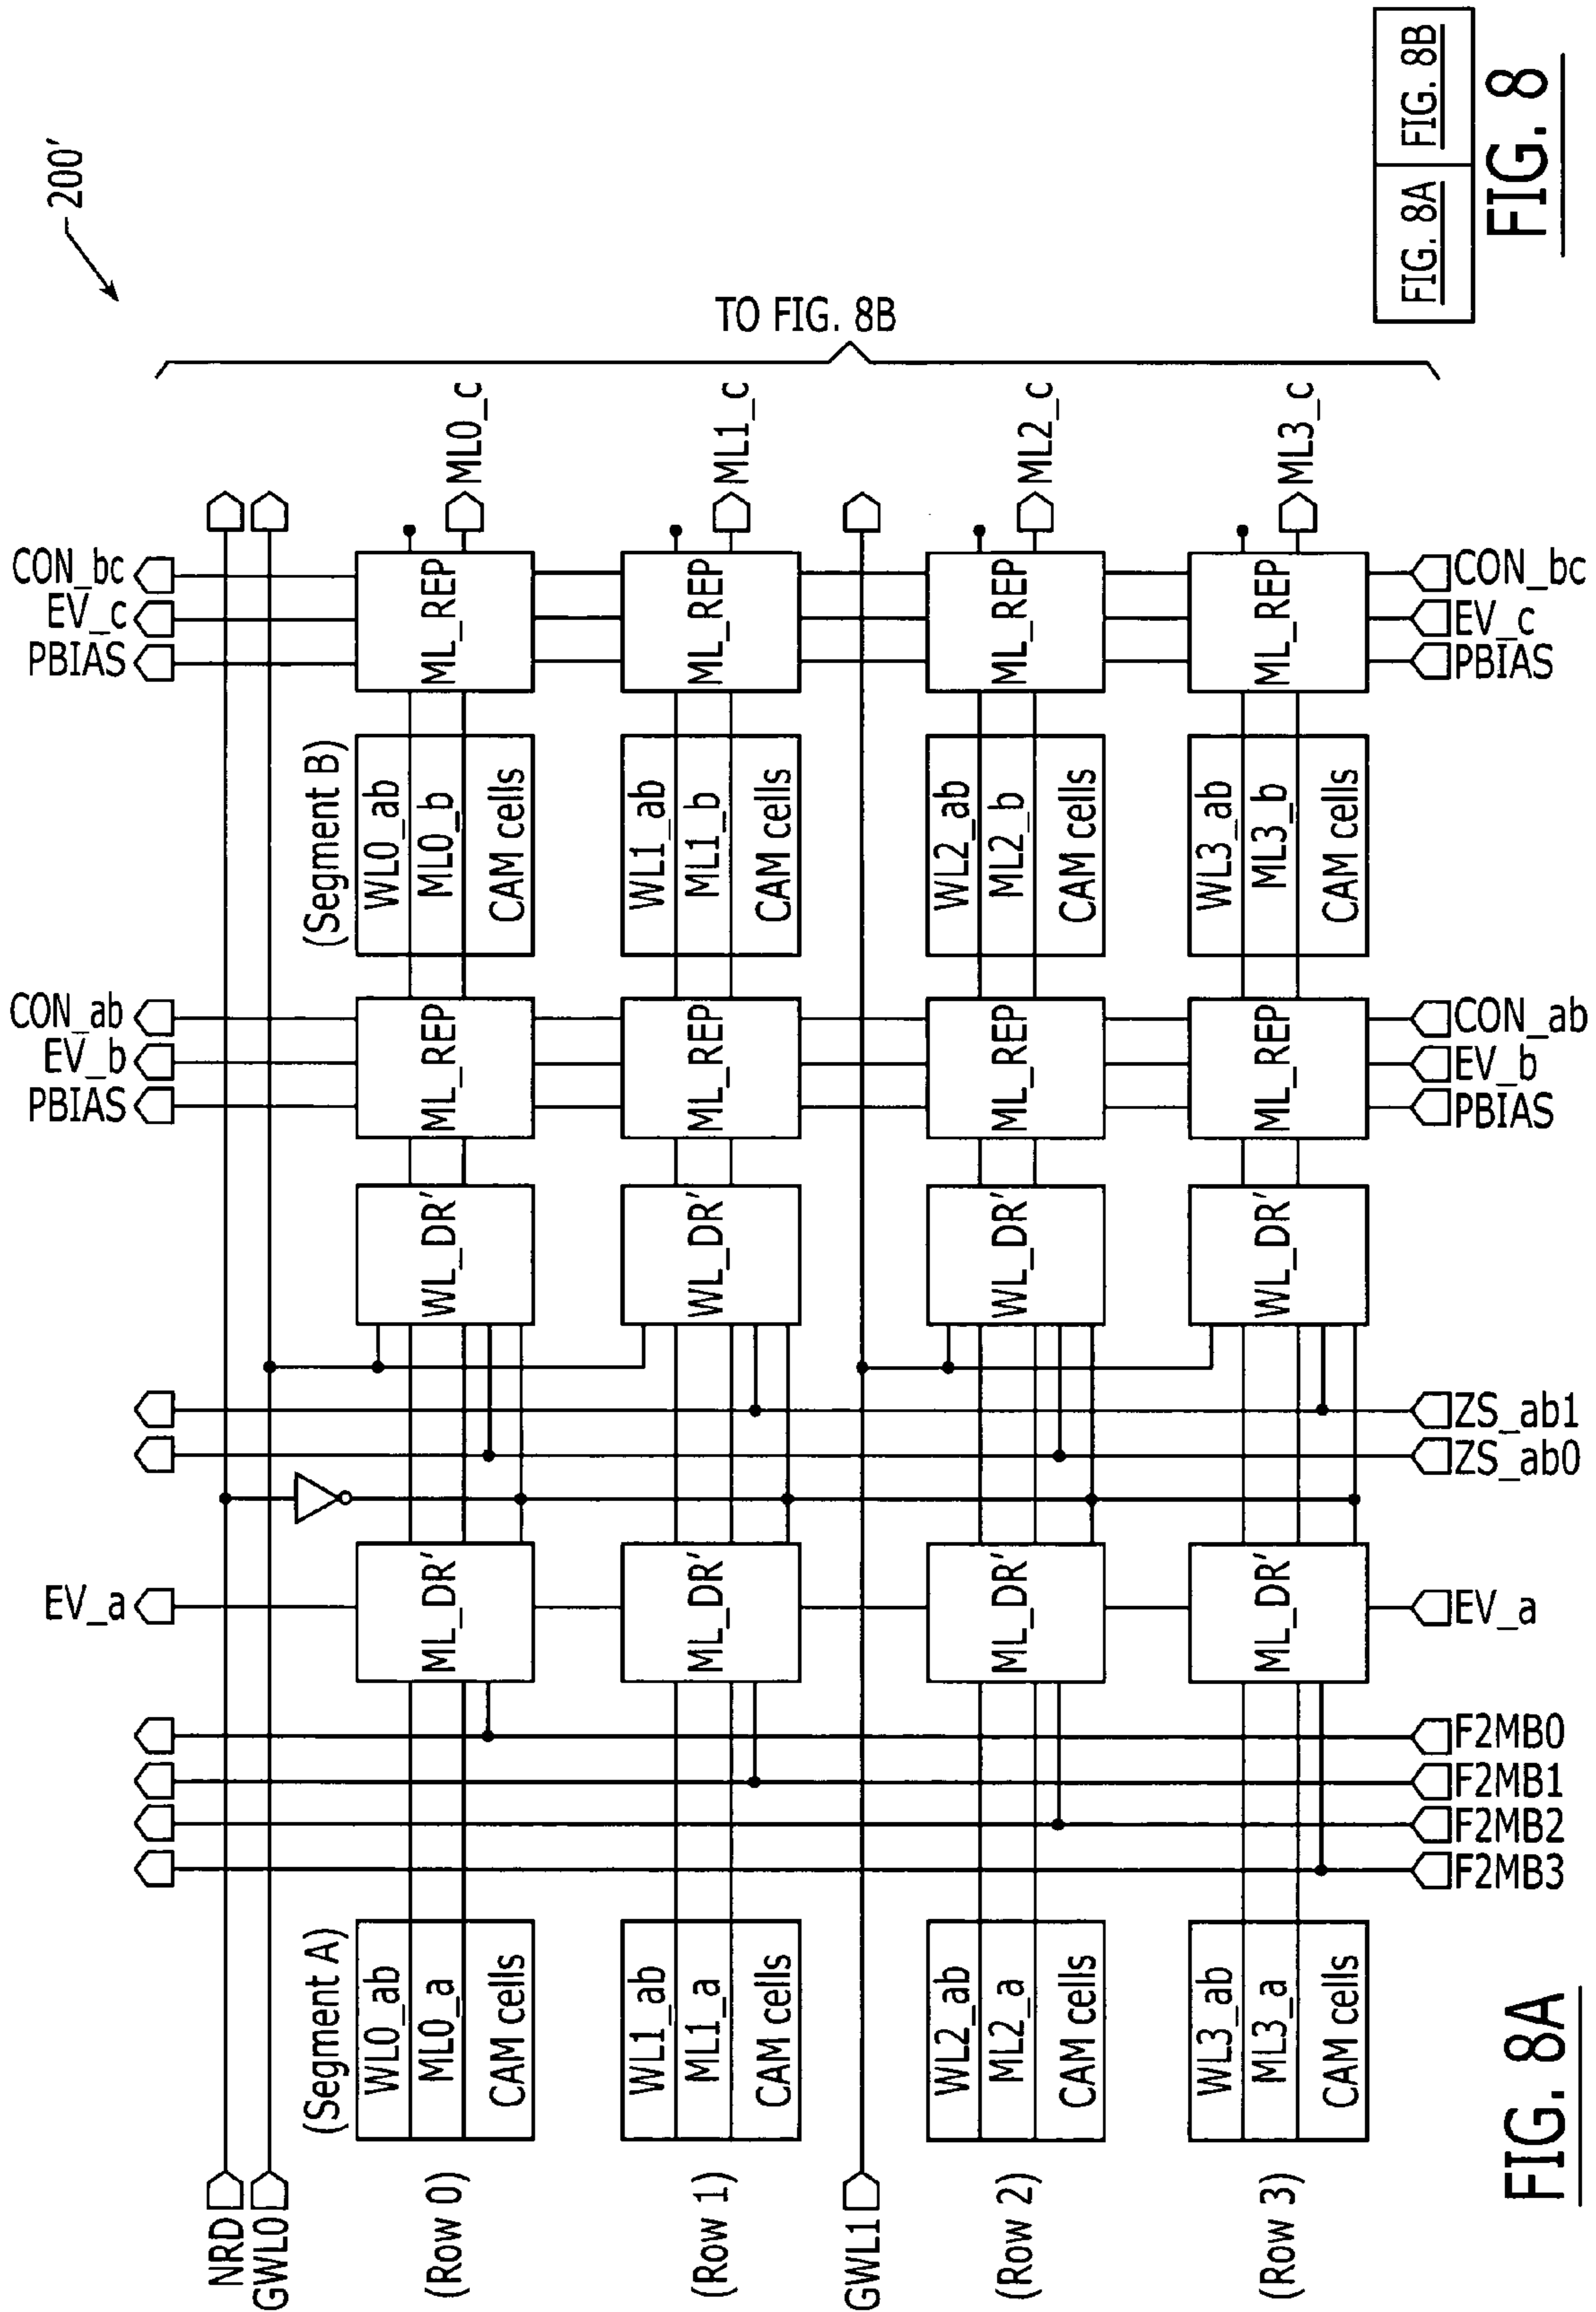 200'
CON_bc
EV_c
PBIAS
CON_ab
EV_b
PBIAS
EV_a
NRD
GWL0
(Segment A)
(Segment B)
(Row 0)
WL0_ab
ML0_a
CAM cells
ML_DR'
WL_DR'
ML_REP
WL0_ab
ML0_b
CAM cells
ML_REP
ML0_c
(Row 1)
WL1_ab
ML1_a
CAM cells
ML_DR'
WL_DR'
ML_REP
WL1_ab
ML1_b
CAM cells
ML_REP
ML1_c
TO FIG. 8B
GWL1
(Row 2)
WL2_ab
ML2_a
CAM cells
ML_DR'
WL_DR'
ML_REP
WL2_ab
ML2_b
CAM cells
ML_REP
ML2_c
(Row 3)
WL3_ab
ML3_a
CAM cells
ML_DR'
WL_DR'
ML_REP
WL3_ab
ML3_b
CAM cells
ML_REP
ML3_c
F2MB3
F2MB2
F2MB1
F2MB0
EV_a
ZS_ab0
ZS_ab1
PBIAS
EV_b
CON_ab
PBIAS
EV_c
CON_bc
FIG. 8A
FIG. 8A
FIG. 8B
FIG. 8